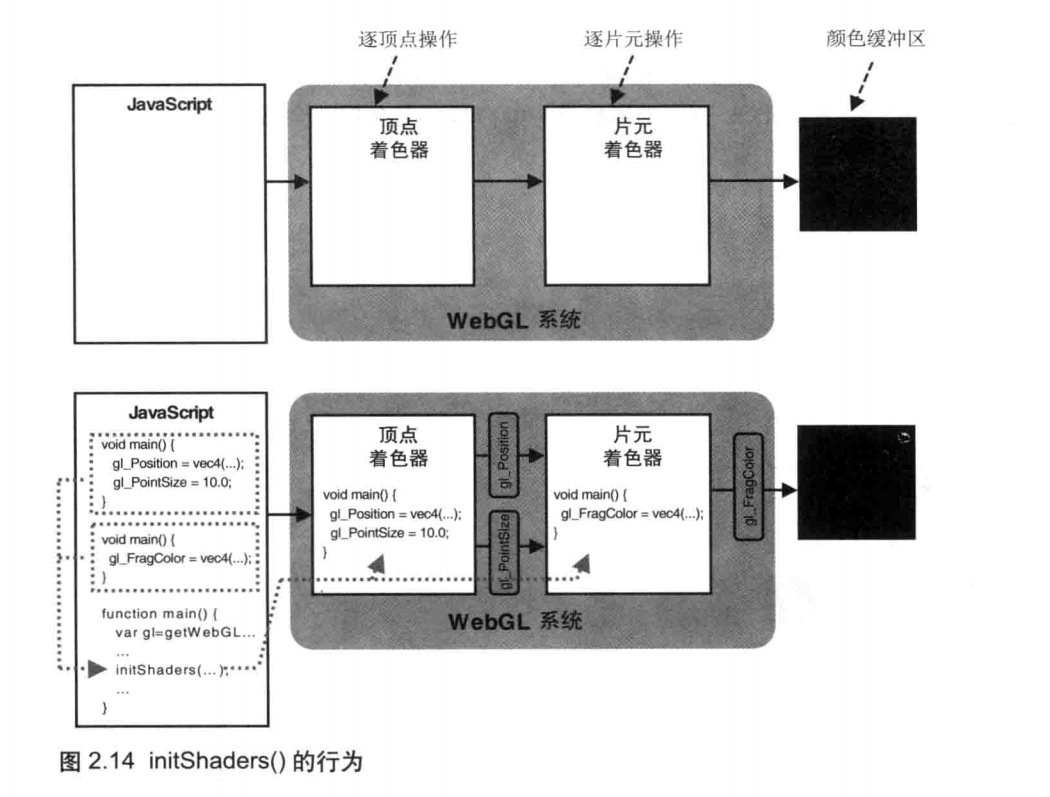 逐顶点操作
逐片元操作
颜色缓冲区
JavaScript
顶点
着色器
片元
着色器
WebGL 系统
JavaScript
void main() {
gl_Position = vec4(...);
gl_PointSize = 10.0;
}
void main() {
gl_FragColor = vec4(...);
}
function main() {
var gl=getWebGL...
...
initShaders(...);
...
}
顶点
着色器
void main() {
gl_Position = vec4(...);
gl_PointSize = 10.0;
}
gl_Position
gl_PointSize
片元
着色器
void main() {
gl_FragColor = vec4(...);
}
gl_FragColor
WebGL 系统
图 2.14 initShaders() 的行为